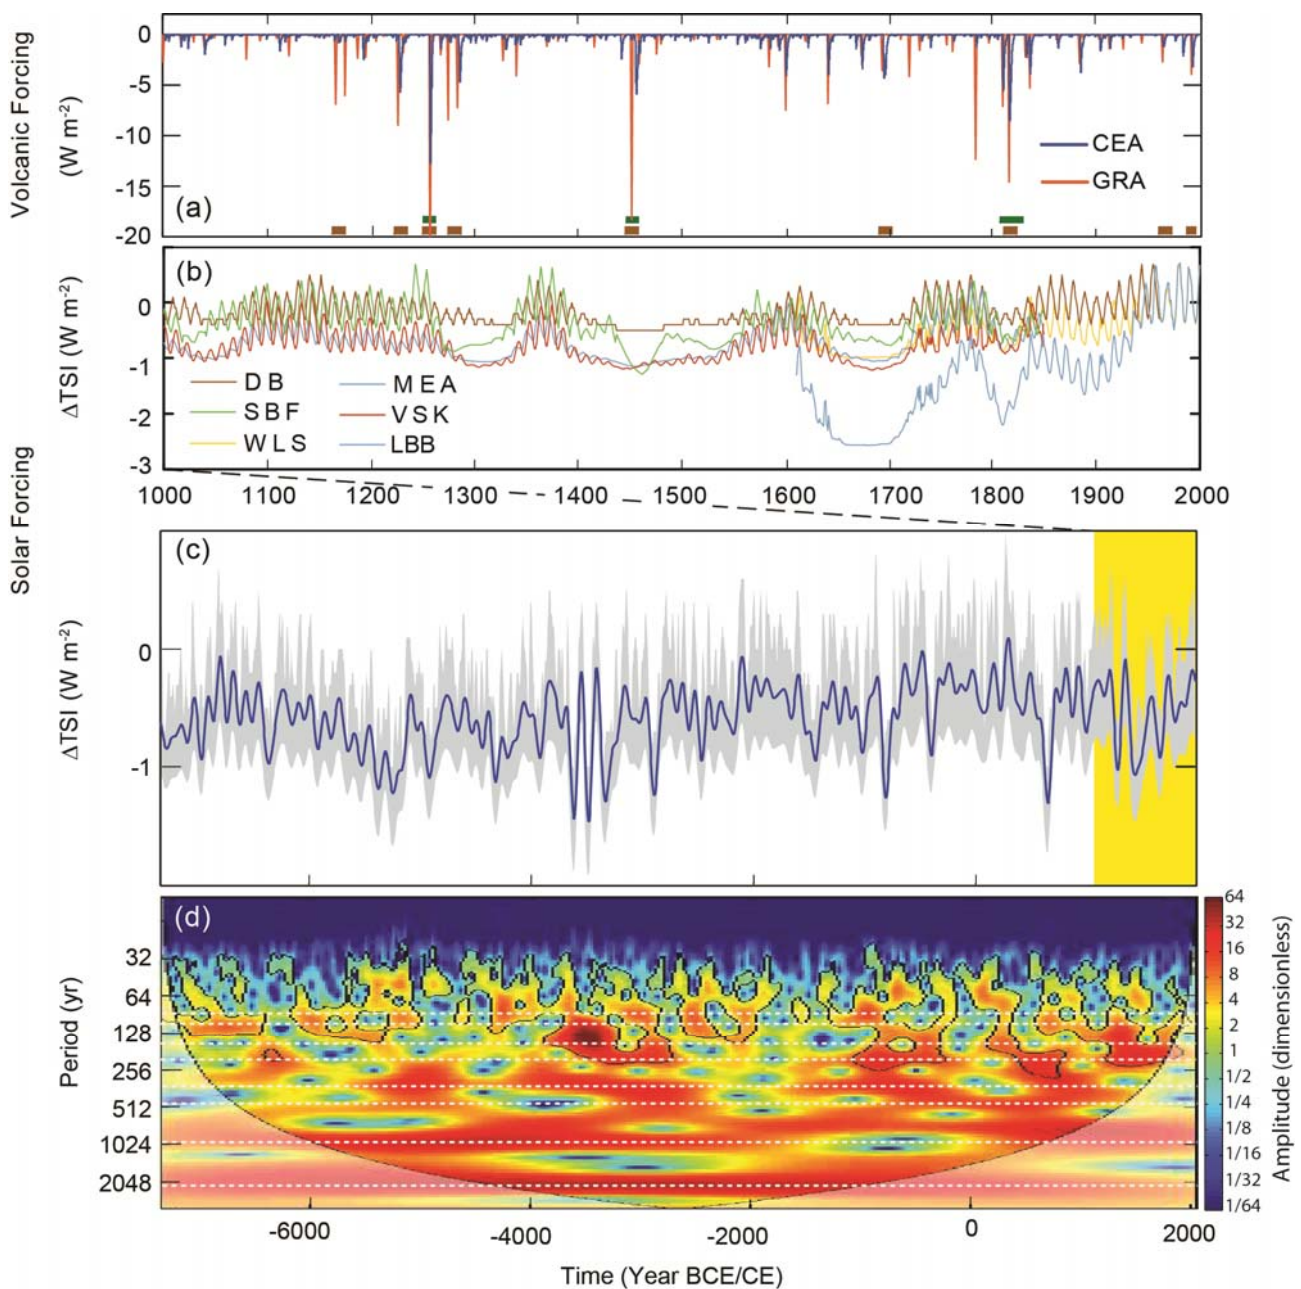 Volcanic Forcing
(W m-2)
0
-5
-10
-15
-20
(a)
CEA
GRA
Solar Forcing
ΔTSI (W m-2)
0
-1
-2
-3
(b)
DB
SBF
WLS
MEA
VSK
LBB
1000 1100 1200 1300 1400 1500 1600 1700 1800 1900 2000
(c)
ΔTSI (W m-2)
0
-1
(d)
Period (yr)
32
64
128
256
512
1024
2048
64
32
16
8
4
2
1
1/2
1/4
1/8
1/16
1/32
1/64
Amplitude (dimensionless)
-6000 -4000 -2000 0 2000
Time (Year BCE/CE)